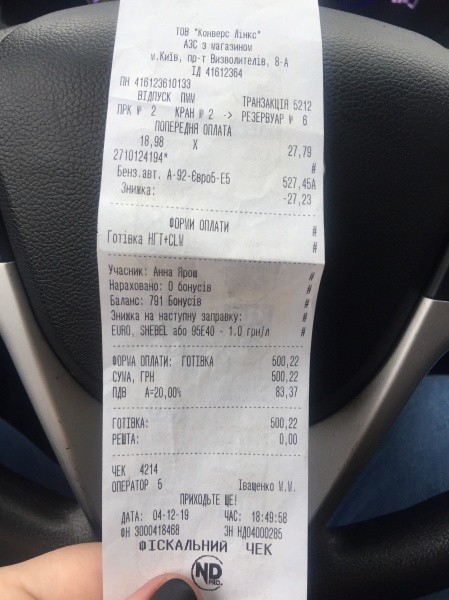 ТОВ "Конверс Лінкс"
АЗС з магазином
м.Київ, пр-т Визволителів, 8-А
ІД 41612364
ПН 416123610133
ВІДПУСК ПММ ТРАНЗАКЦІЯ 5212
ПРК № 2 КРАН № 2 -> РЕЗЕРВУАР № 6
ПОПЕРЕДНЯ ОПЛАТА
18,98 X 27,79
2710124194* #
Бенз.авт. А-92-Євро5-Е5 527,45А
Знижка: -27,23
ФОРМИ ОПЛАТИ #
Готівка НГТ+CLW #
Учасник: Анна Ярош #
Нараховано: 0 бонусів #
Баланс: 791 Бонусів #
Знижка на наступну заправку: #
EURO, SHEBEL або 95Е40 - 1.0 грн/л #
ФОРМА ОПЛАТИ: ГОТІВКА 500,22
СУМА, ГРН 500,22
ПДВ А=20,00% 83,37
ГОТІВКА: 500,22
РЕШТА: 0,00
ЧЕК 4214
ОПЕРАТОР 5 Іващенко М.М.
ПРИХОДЬТЕ ЩЕ!
ДАТА: 04-12-19 ЧАС: 18:49:58
ФН 3000418468 ЗН НД04000285
ФІСКАЛЬНИЙ ЧЕК
ND
PRO.